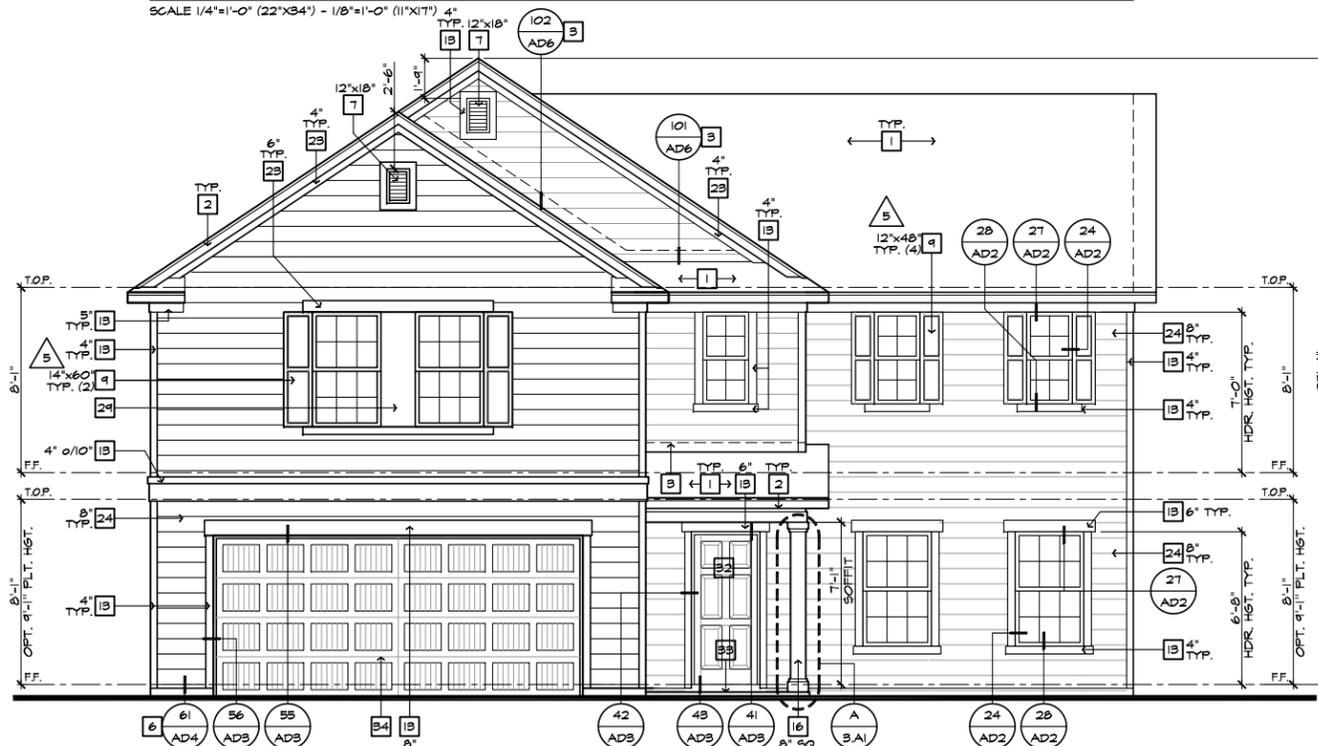 SCALE 1/4"=1'-0" (22"X34") - 1/8"=1'-0" (11"X17")
4"
TYP.
13
12"x18"
7
102
AD6
3
2'-6"
1'-9"
12"x18"
7
4"
TYP.
23
6"
TYP.
23
TYP.
2
101
AD6
3
4"
TYP.
23
4"
TYP.
13
TYP.
1
5
12"x48"
TYP. (4)
9
28
AD2
27
AD2
24
AD2
1
T.O.P.
T.O.P.
5"
TYP.
13
4"
TYP.
13
5
14"x60"
TYP. (2)
9
29
4" o/10"
13
8'-1"
24
8"
TYP.
13
4"
TYP.
13
4"
TYP.
7'-0"
HDR. HGT. TYP.
8'-1"
F.F.
F.F.
T.O.P.
T.O.P.
3
TYP.
1
6"
13
TYP.
2
8"
TYP.
24
4"
TYP.
13
8'-1"
OPT. 9'-1" PLT. HGT.
32
33
7'-1"
SOFFIT
13
6" TYP.
24
8"
TYP.
27
AD2
13
4"
TYP.
6'-8"
HDR. HGT. TYP.
8'-1"
OPT. 9'-1" PLT. HGT.
F.F.
F.F.
6
61
AD4
56
AD3
55
AD3
34
13
8"
42
AD3
43
AD3
41
AD3
16
8" SQ
A
3.A1
24
AD2
28
AD2